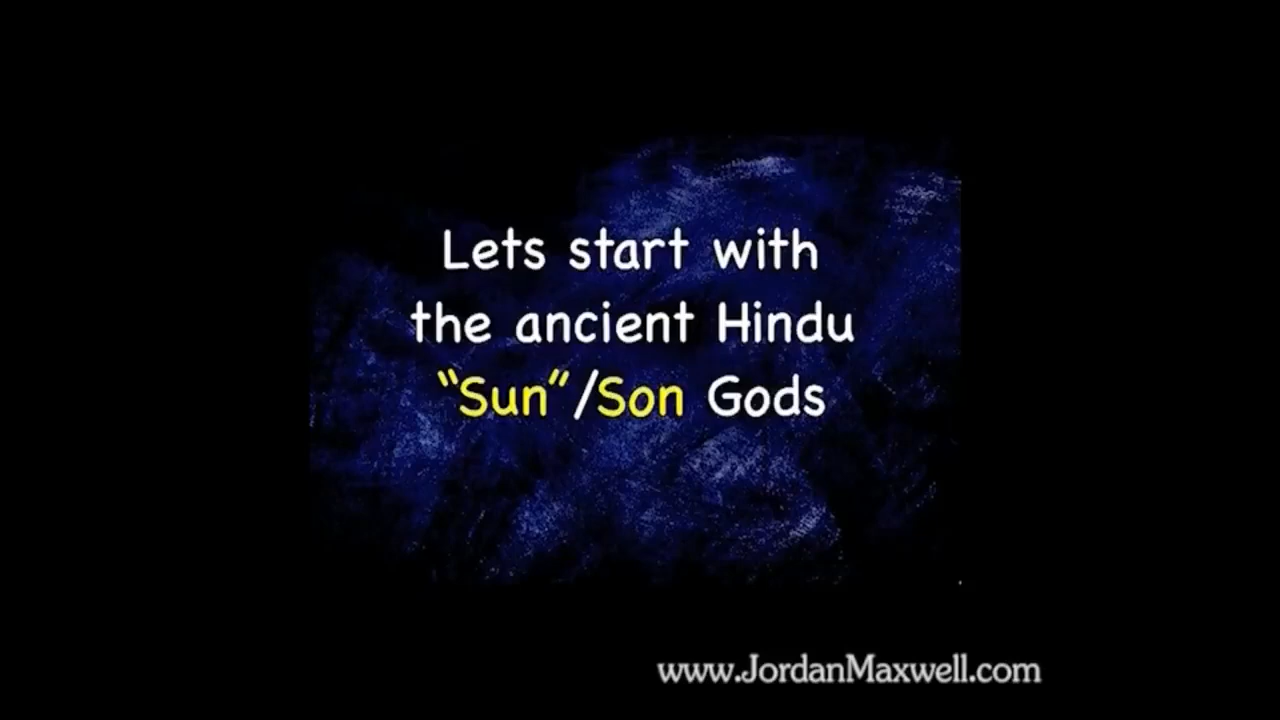 Lets start with
the ancient Hindu
“Sun”/Son Gods
www.JordanMaxwell.com